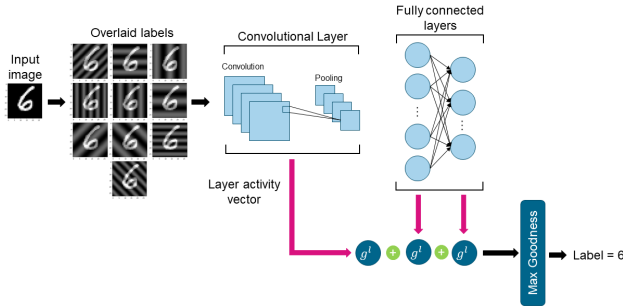 Input
image
Overlaid labels
Convolutional Layer
Convolution
Pooling
Fully connected
layers
Layer activity
vector
g^l + g^l + g^l
Max Goodness
Label = 6